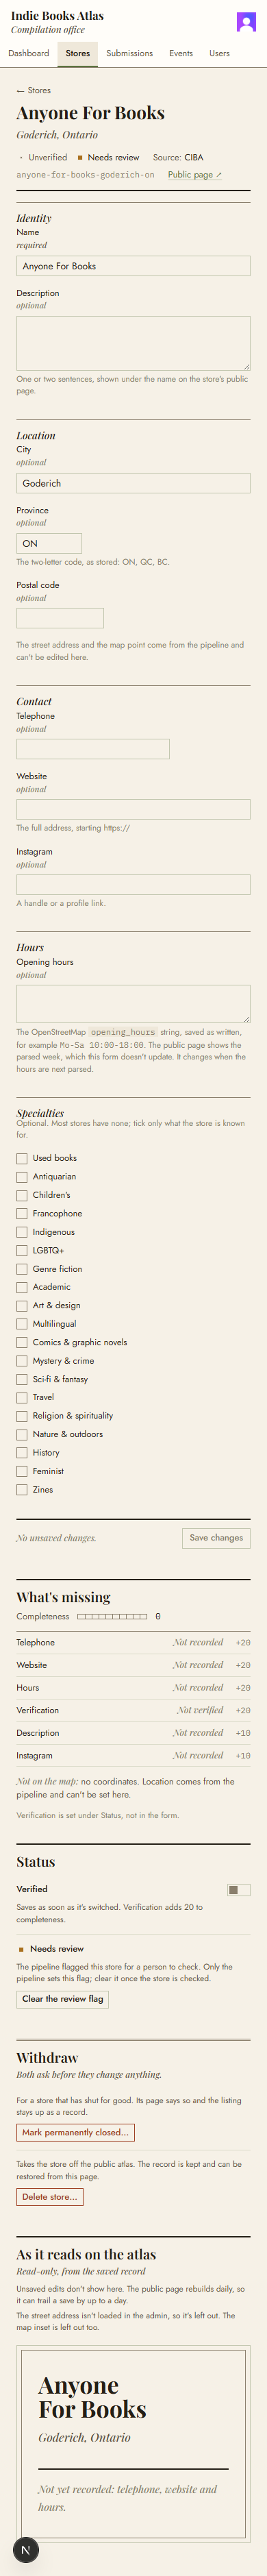 Indie Books Atlas
Compilation office
Dashboard Stores Submissions Events Users
← Stores
Anyone For Books
Goderich, Ontario
Unverified Needs review Source: CIBA
anyone-for-books-goderich-on Public page ↗
Identity
Name
required
Anyone For Books
Description
optional
One or two sentences, shown under the name on the store's public
page.
Location
City
optional
Goderich
Province
optional
ON
The two-letter code, as stored: ON, QC, BC.
Postal code
optional
The street address and the map point come from the pipeline and
can't be edited here.
Contact
Telephone
optional
Website
optional
The full address, starting https://
Instagram
optional
A handle or a profile link.
Hours
Opening hours
optional
The OpenStreetMap opening_hours string, saved as written,
for example Mo-Sa 10:00-18:00. The public page shows the
parsed week, which this form doesn't update. It changes when the
hours are next parsed.
Specialties
Optional. Most stores have none; tick only what the store is known
for.
Used books
Antiquarian
Children's
Francophone
Indigenous
LGBTQ+
Genre fiction
Academic
Art & design
Multilingual
Comics & graphic novels
Mystery & crime
Sci-fi & fantasy
Travel
Religion & spirituality
Nature & outdoors
History
Feminist
Zines
No unsaved changes. Save changes
What's missing
Completeness 0
Telephone Not recorded +20
Website Not recorded +20
Hours Not recorded +20
Verification Not verified +20
Description Not recorded +10
Instagram Not recorded +10
Not on the map: no coordinates. Location comes from the
pipeline and can't be set here.
Verification is set under Status, not in the form.
Status
Verified
Saves as soon as it's switched. Verification adds 20 to
completeness.
Needs review
The pipeline flagged this store for a person to check. Only the
pipeline sets this flag; clear it once the store is checked.
Clear the review flag
Withdraw
Both ask before they change anything.
For a store that has shut for good. Its page says so and the listing
stays up as a record.
Mark permanently closed...
Takes the store off the public atlas. The record is kept and can be
restored from this page.
Delete store...
As it reads on the atlas
Read-only, from the saved record
Unsaved edits don't show here. The public page rebuilds daily, so
it can trail a save by up to a day.
The street address isn't loaded in the admin, so it's left out. The
map inset is left out too.
Anyone
For Books
Goderich, Ontario
Not yet recorded: telephone, website and
hours.
N